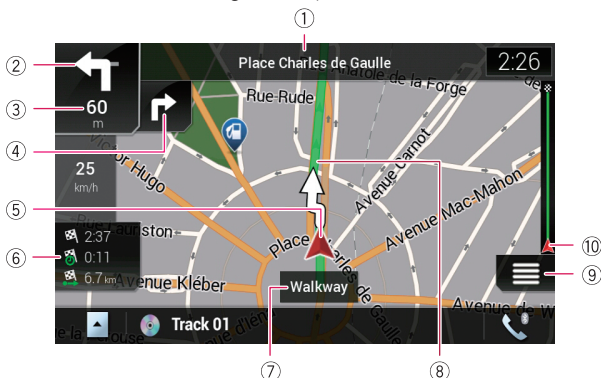 ①
②
Place Charles de Gaulle
2:26
Anatole de la Forge
③
60
m
Rue-Rude
④
25
km/h
Victor Hugo
Avenue Carnot
Avenue Mac-Mahon
⑤
⑥
2:37
0:11
6.7 km
Place Charles de Gaulle
⑩
⑨
Avenue Kléber
Walkway
Avenue de W
Track 01
⑦
⑧